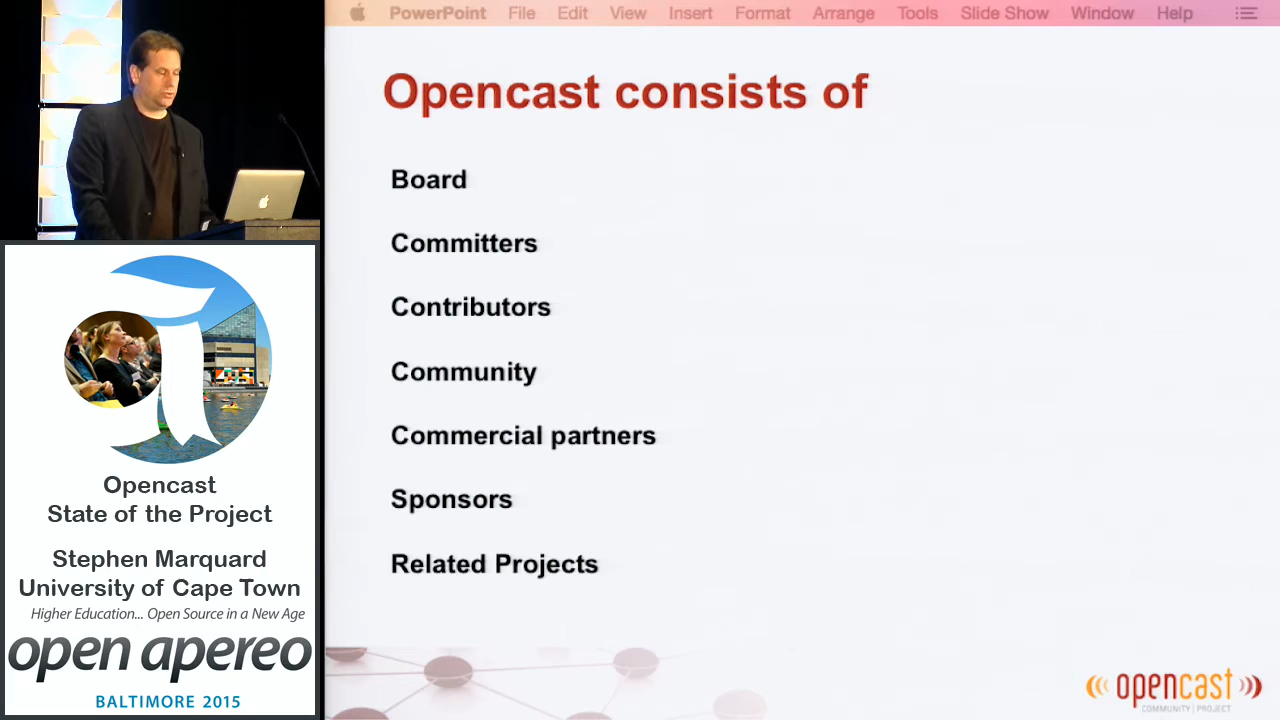 PowerPoint File Edit View Insert Format Arrange Tools Slide Show Window Help
Opencast consists of
Board
Committers
Contributors
Community
Commercial partners
Sponsors
Related Projects
opencast
COMMUNITY | PROJECT
Opencast
State of the Project
Stephen Marquard
University of Cape Town
Higher Education... Open Source in a New Age
open apereo
BALTIMORE 2015